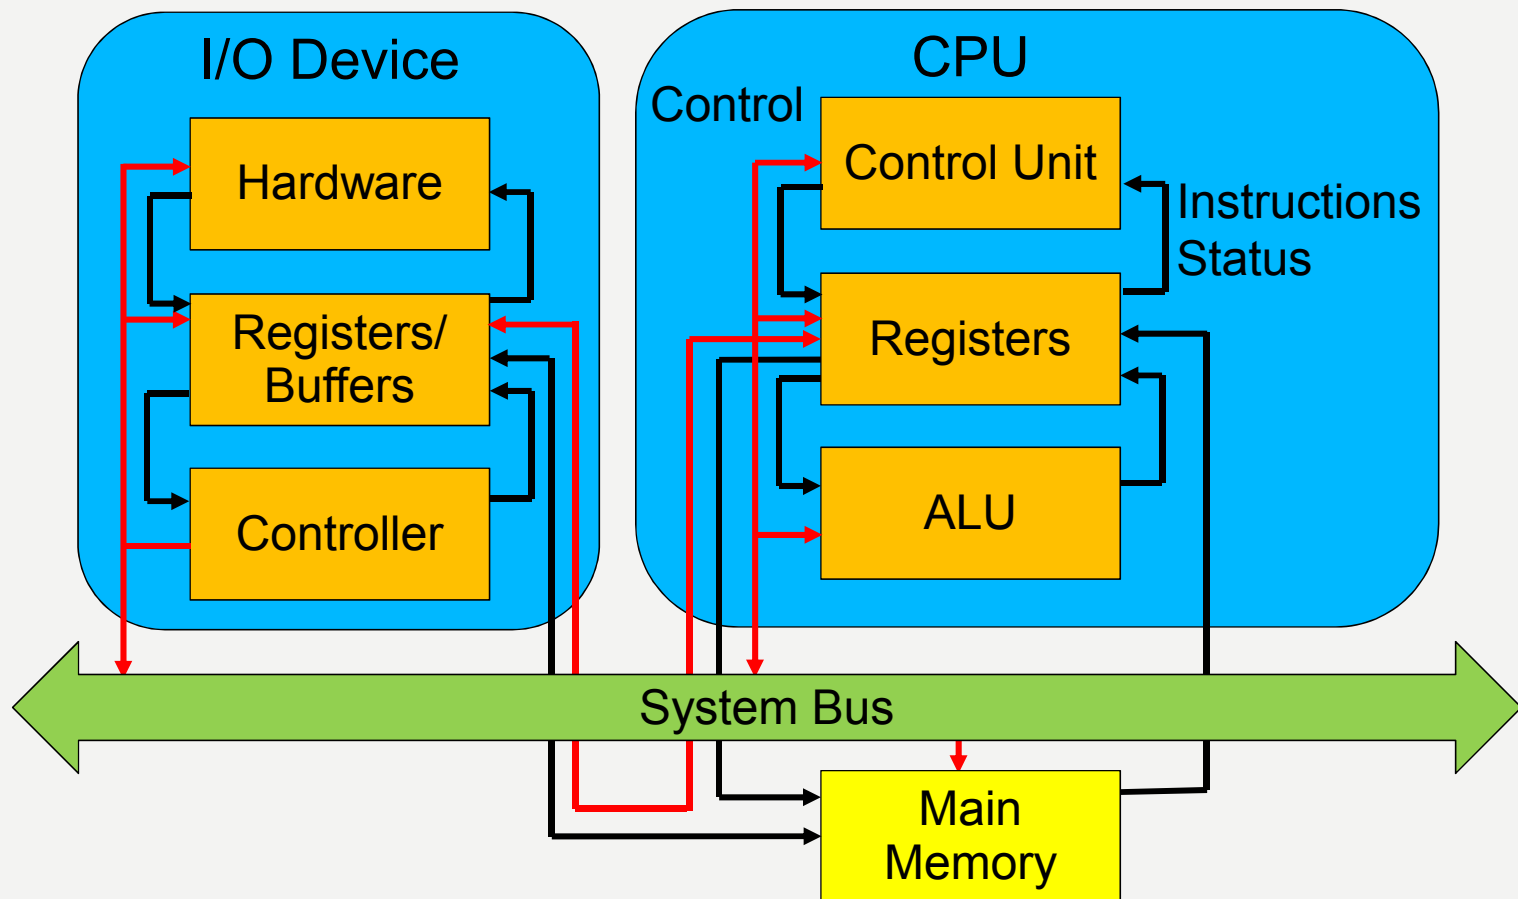 I/O Device
Hardware
Registers/
Buffers
Controller
CPU
Control
Control Unit
Instructions
Status
Registers
ALU
System Bus
Main
Memory